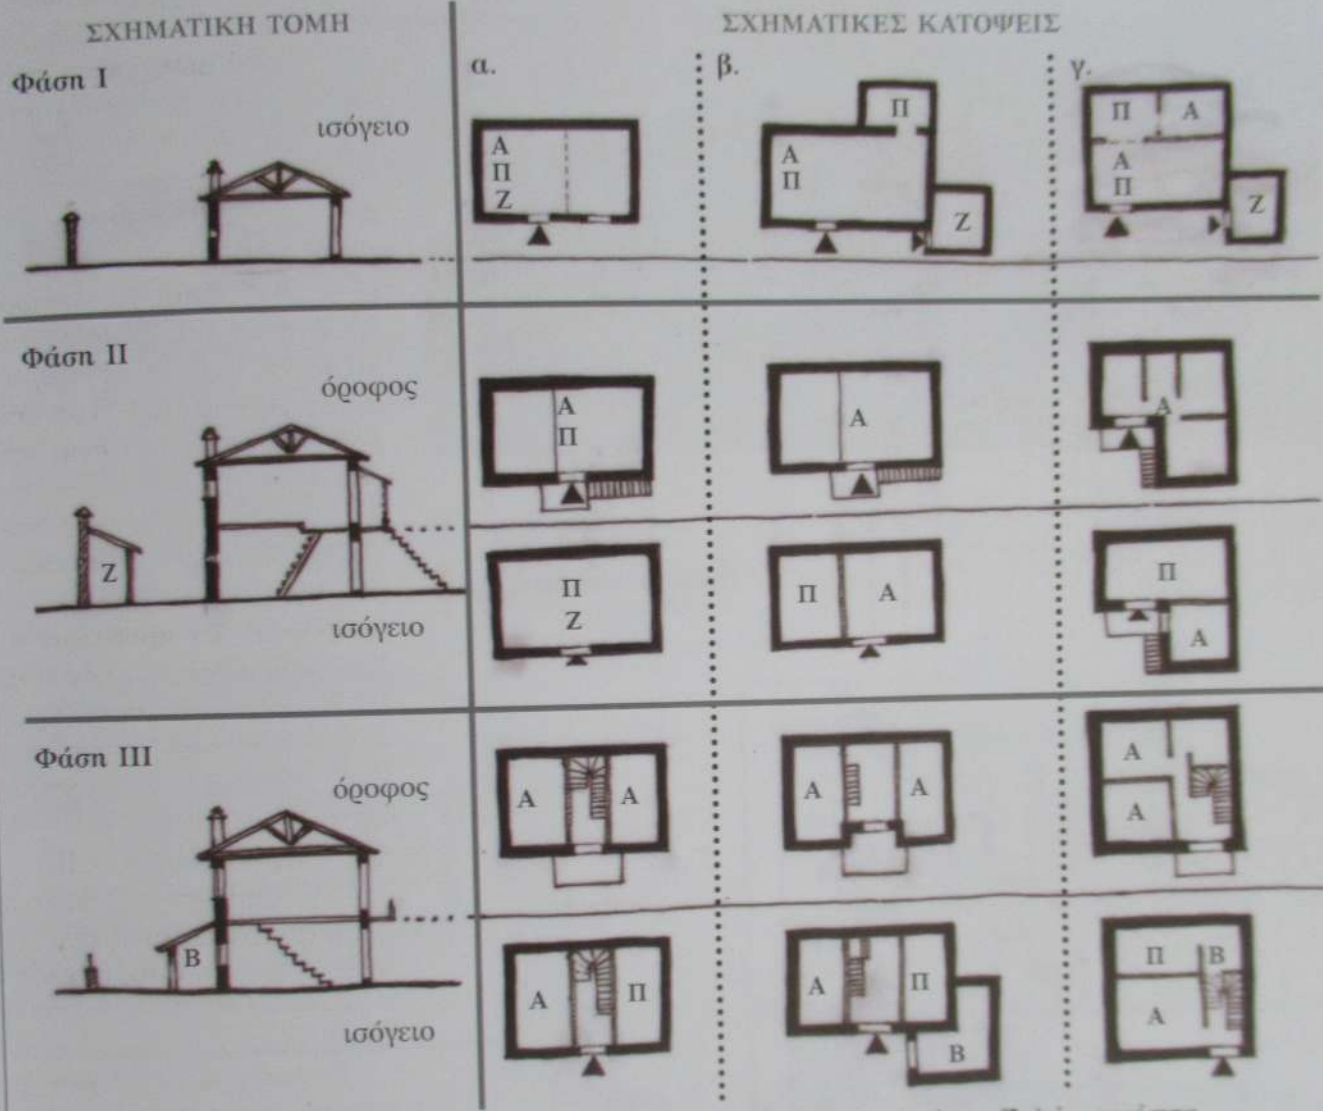 ΣΧΗΜΑΤΙΚΗ ΤΟΜΗ
ΣΧΗΜΑΤΙΚΕΣ ΚΑΤΟΨΕΙΣ
Φάση Ι
ισόγειο
α.
Α
Π
Ζ
β.
Π
Α
Π
Ζ
γ.
Π Α
Α
Π
Ζ
Φάση ΙΙ
όροφος
Ζ
ισόγειο
Α
Π
Α
Α
Π
Ζ
Π Α
Π
Α
Φάση ΙΙΙ
όροφος
Β
ισόγειο
Α Α
Α Α
Α
Α
Α Π
Α Π
Β
Π Β
Α